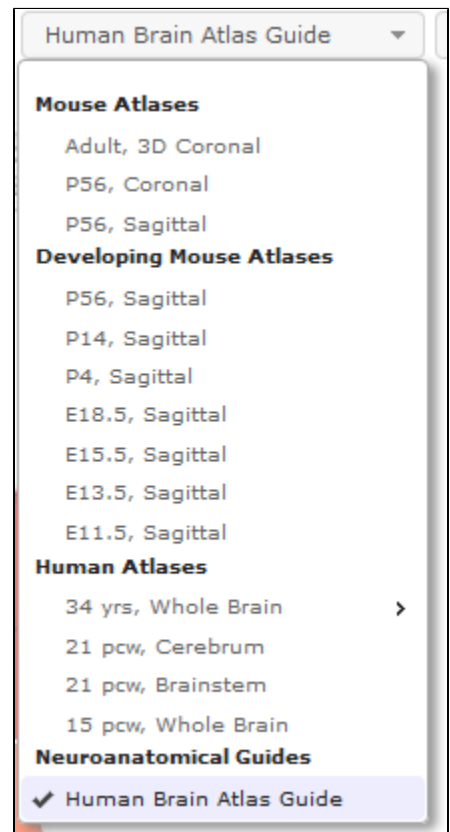 Human Brain Atlas Guide
Mouse Atlases
Adult, 3D Coronal
P56, Coronal
P56, Sagittal
Developing Mouse Atlases
P56, Sagittal
P14, Sagittal
P4, Sagittal
E18.5, Sagittal
E15.5, Sagittal
E13.5, Sagittal
E11.5, Sagittal
Human Atlases
34 yrs, Whole Brain
21 pcw, Cerebrum
21 pcw, Brainstem
15 pcw, Whole Brain
Neuroanatomical Guides
Human Brain Atlas Guide